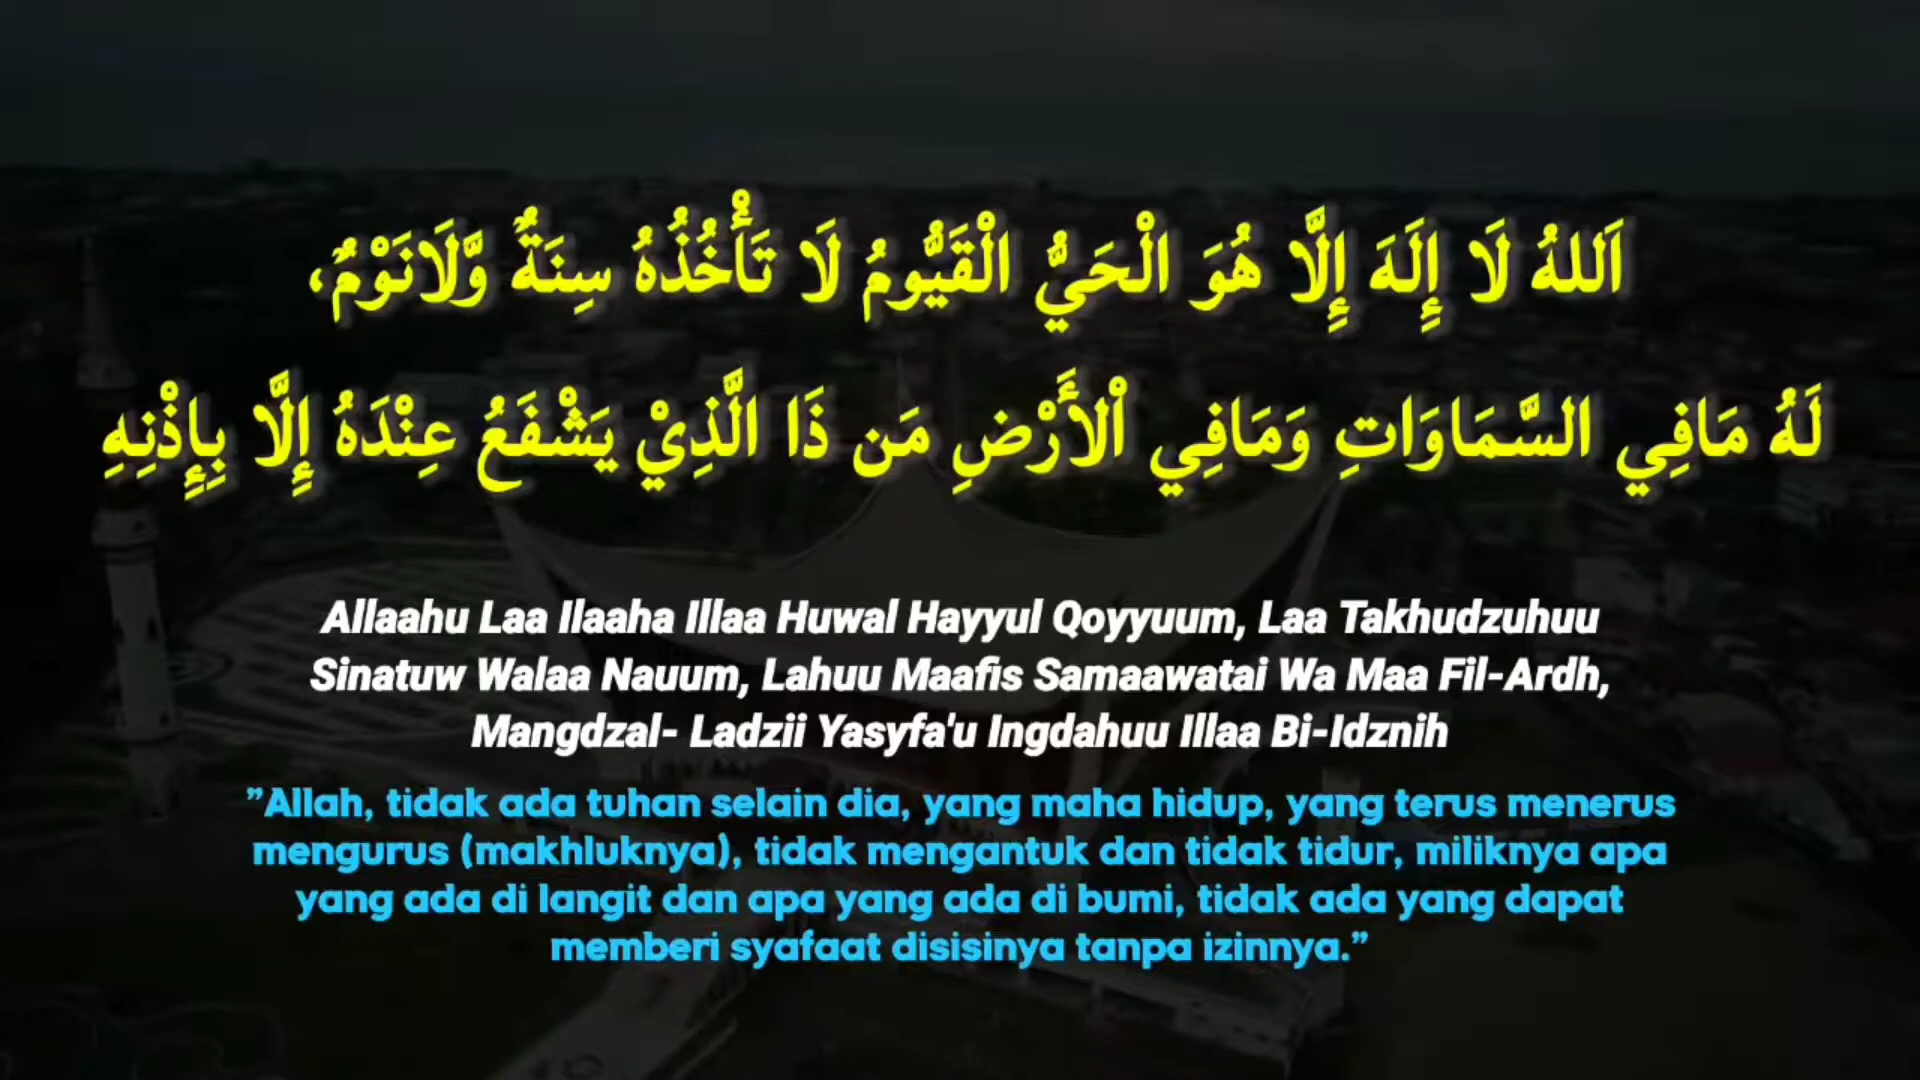 اَللهُ لَا إِلَهَ إِلَّا هُوَ الْحَيُّ الْقَيُّومُ لَا تَأْخُذُهُ سِنَةٌ وَّلَانَوْمٌ،
لَهُ مَافِي السَّمَاوَاتِ وَمَافِي اْلأَرْضِ مَن ذَا الَّذِيْ يَشْفَعُ عِنْدَهُ إِلَّا بِإِذْنِهِ
Allaahu Laa Ilaaha Illaa Huwal Hayyul Qoyyuum, Laa Takhudzuhuu
Sinatuw Walaa Nauum, Lahuu Maafis Samaawatai Wa Maa Fil-Ardh,
Mangdzal- Ladzii Yasyfa'u Ingdahuu Illaa Bi-Idznih
”Allah, tidak ada tuhan selain dia, yang maha hidup, yang terus menerus
mengurus (makhluknya), tidak mengantuk dan tidak tidur, miliknya apa
yang ada di langit dan apa yang ada di bumi, tidak ada yang dapat
memberi syafaat disisinya tanpa izinnya.”